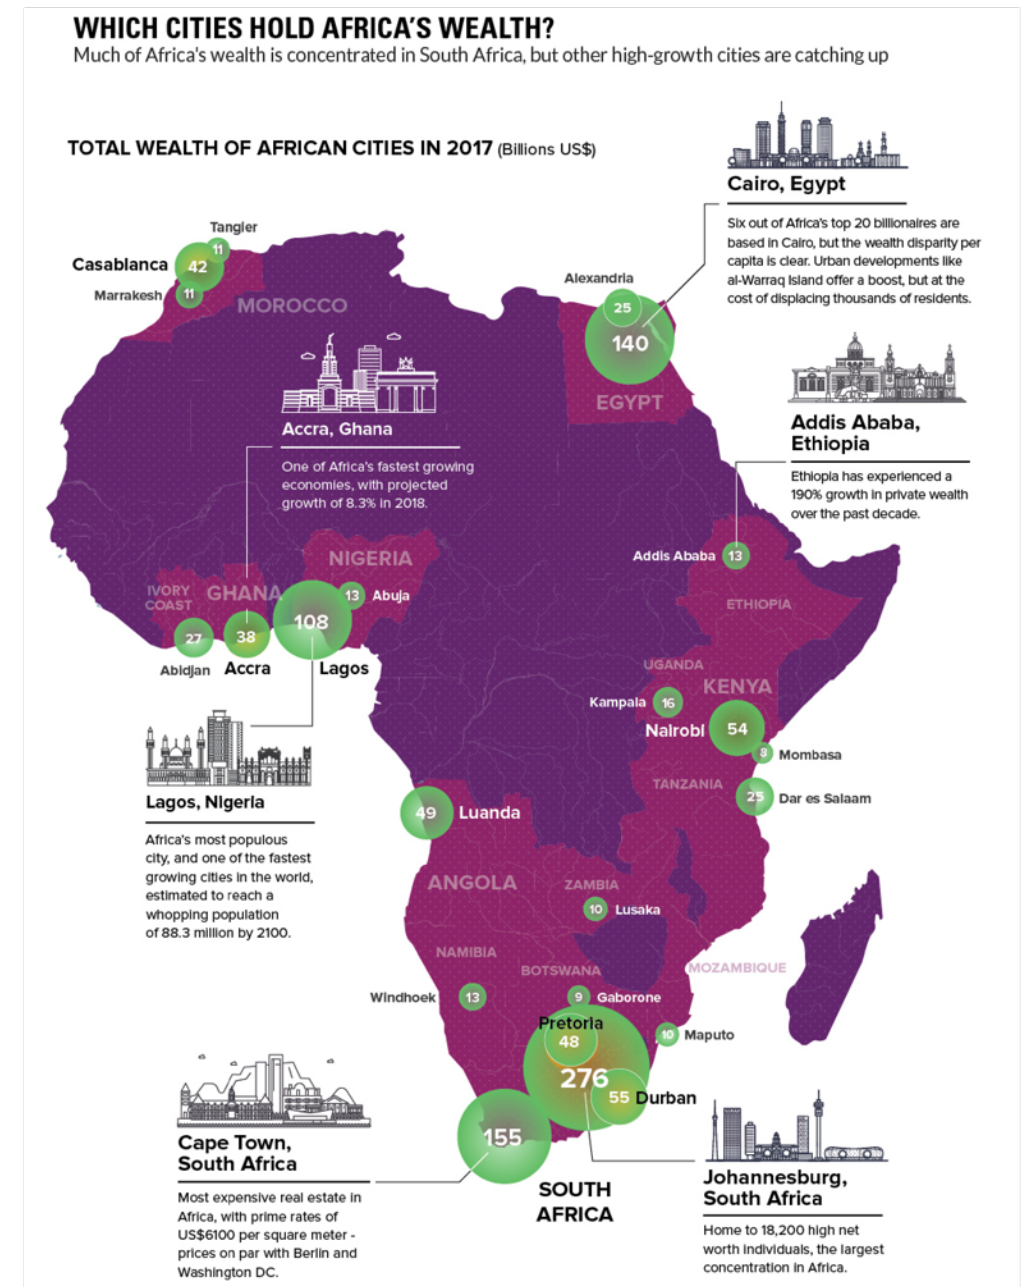 WHICH CITIES HOLD AFRICA'S WEALTH?
Much of Africa's wealth is concentrated in South Africa, but other high-growth cities are catching up
TOTAL WEALTH OF AFRICAN CITIES IN 2017 (Billions US$)
Cairo, Egypt
Six out of Africa's top 20 billionaires are
based in Cairo, but the wealth disparity per
capita is clear. Urban developments like
al-Warraq Island offer a boost, but at the
cost of displacing thousands of residents.
Tangier
11
Casablanca
42
Marrakesh
11
MOROCCO
Alexandria
25
140
EGYPT
Accra, Ghana
One of Africa's fastest growing
economies, with projected
growth of 8.3% in 2018.
Addis Ababa,
Ethiopia
Ethiopia has experienced a
190% growth in private wealth
over the past decade.
NIGERIA
Addis Ababa
13
IVORY
COAST
GHANA
13
Abuja
ETHIOPIA
108
27
38
Abidjan
Accra
Lagos
UGANDA
KENYA
Kampala
16
Nairobi
54
8
Mombasa
TANZANIA
25
Dar es Salaam
Lagos, Nigeria
Africa's most populous
city, and one of the fastest
growing cities in the world,
estimated to reach a
whopping population
of 88.3 million by 2100.
49
Luanda
ANGOLA
ZAMBIA
10
Lusaka
NAMIBIA
BOTSWANA
MOZAMBIQUE
Windhoek
13
9
Gaborone
Pretoria
48
10
Maputo
276
55
Durban
155
SOUTH
AFRICA
Cape Town,
South Africa
Most expensive real estate in
Africa, with prime rates of
US$6100 per square meter -
prices on par with Berlin and
Washington DC.
Johannesburg,
South Africa
Home to 18,200 high net
worth individuals, the largest
concentration in Africa.